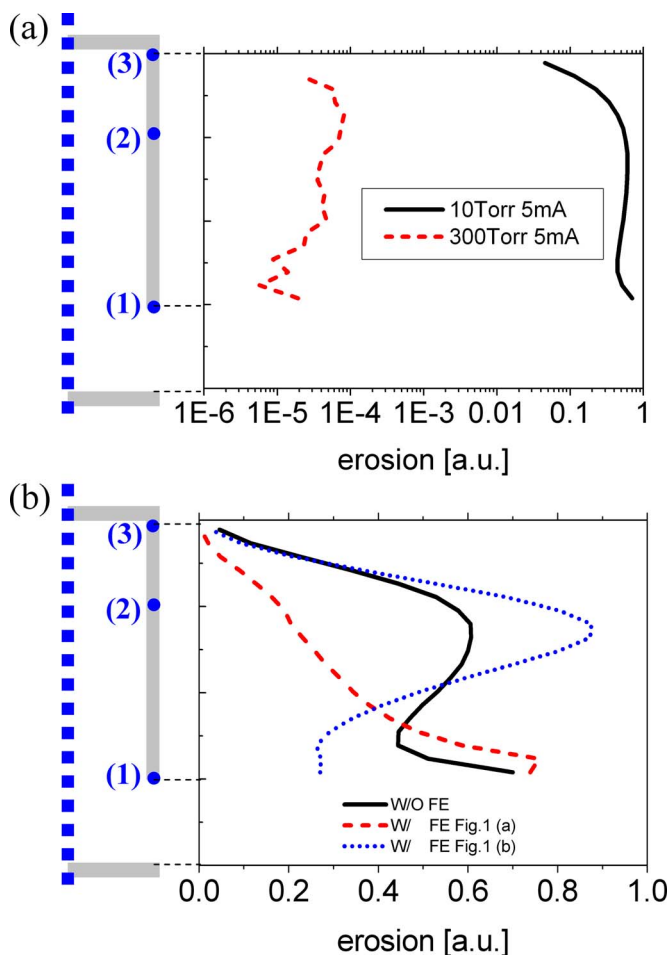 (a)
(3)
(2)
(1)
10Torr 5mA
300Torr 5mA
1E-6 1E-5 1E-4 1E-3 0.01 0.1 1
erosion [a.u.]
(b)
(3)
(2)
(1)
W/O FE
W/ FE Fig.1 (a)
W/ FE Fig.1 (b)
0.0 0.2 0.4 0.6 0.8 1.0
erosion [a.u.]